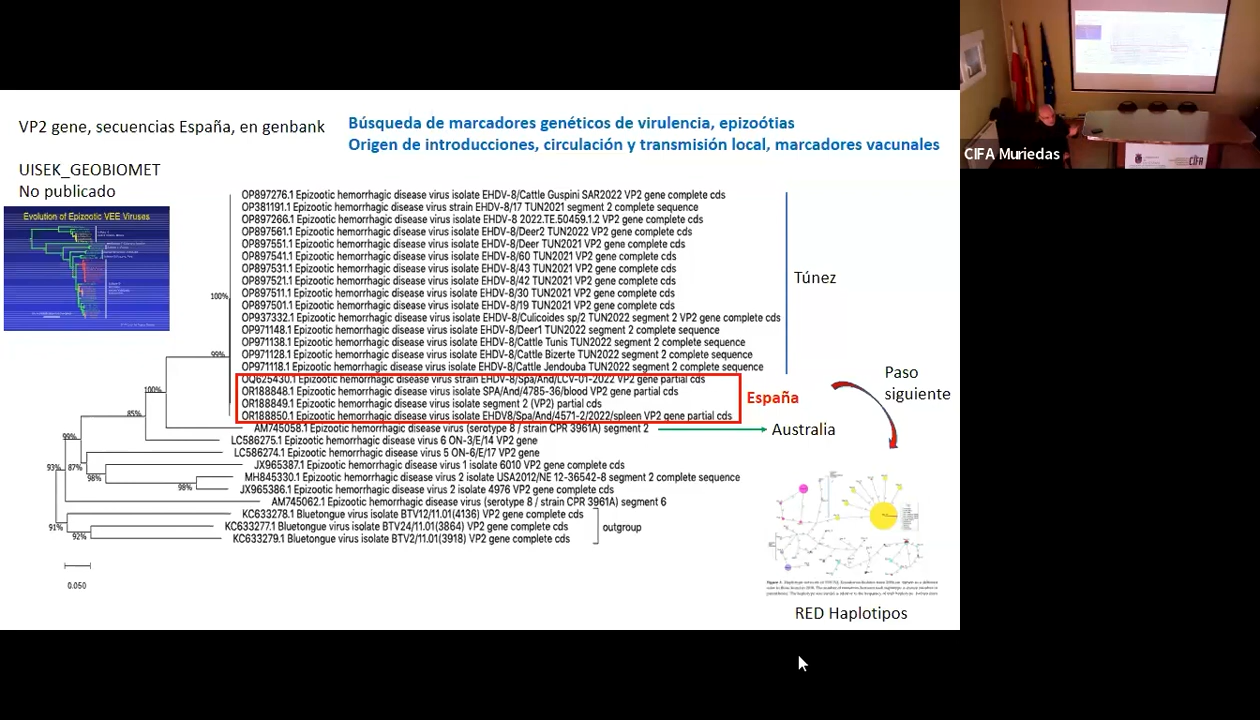 CIFA Muriedas
VP2 gene, secuencias España, en genbank
Búsqueda de marcadores genéticos de virulencia, epizoótias
Origen de introducciones, circulación y transmisión local, marcadores vacunales
UISEK_GEOBIOMET
No publicado
Evolution of Epizootic VEE Viruses
OP897276.1 Epizootic hemorrhagic disease virus isolate EHDV-8/Cattle Guspini SAR2022 VP2 gene complete cds
OP381191.1 Epizootic hemorrhagic disease virus strain EHDV-8/17 TUN2021 segment 2 complete sequence
OP897266.1 Epizootic hemorrhagic disease virus isolate EHDV-8 2022.TE.50459.1.2 VP2 gene complete cds
OP897561.1 Epizootic hemorrhagic disease virus isolate EHDV-8/Deer2 TUN2022 VP2 gene complete cds
OP897551.1 Epizootic hemorrhagic disease virus isolate EHDV-8/Deer TUN2021 VP2 gene complete cds
OP897541.1 Epizootic hemorrhagic disease virus isolate EHDV-8/60 TUN2021 VP2 gene complete cds
OP897531.1 Epizootic hemorrhagic disease virus isolate EHDV-8/43 TUN2021 VP2 gene complete cds
OP897521.1 Epizootic hemorrhagic disease virus isolate EHDV-8/42 TUN2021 VP2 gene complete cds
OP897511.1 Epizootic hemorrhagic disease virus isolate EHDV-8/30 TUN2021 VP2 gene complete cds
OP897501.1 Epizootic hemorrhagic disease virus isolate EHDV-8/19 TUN2021 VP2 gene complete cds
OP937332.1 Epizootic hemorrhagic disease virus isolate EHDV-8/Culicoides sp/2 TUN2022 segment 2 VP2 gene complete cds
OP971148.1 Epizootic hemorrhagic disease virus isolate EHDV-8/Deer1 TUN2022 segment 2 complete sequence
OP971138.1 Epizootic hemorrhagic disease virus isolate EHDV-8/Cattle Tunis TUN2022 segment 2 complete sequence
OP971128.1 Epizootic hemorrhagic disease virus isolate EHDV-8/Cattle Bizerte TUN2022 segment 2 complete sequence
OP971118.1 Epizootic hemorrhagic disease virus isolate EHDV-8/Cattle Jendouba TUN2022 segment 2 complete sequence
OQ625430.1 Epizootic hemorrhagic disease virus strain EHDV-8/Spa/And/LCV-01-2022 VP2 gene partial cds
OR188848.1 Epizootic hemorrhagic disease virus isolate SPA/And/4785-36/blood VP2 gene partial cds
OR188849.1 Epizootic hemorrhagic disease virus isolate segment 2 (VP2) partial cds
OR188850.1 Epizootic hemorrhagic disease virus isolate EHDV8/Spa/And/4571-2/2022/spleen VP2 gene partial cds
AM745058.1 Epizootic hemorrhagic disease virus (serotype 8 / strain CPR 3961A) segment 2
LC586275.1 Epizootic hemorrhagic disease virus 6 ON-3/E/14 VP2 gene
LC586274.1 Epizootic hemorrhagic disease virus 5 ON-6/E/17 VP2 gene
JX965387.1 Epizootic hemorrhagic disease virus 1 isolate 6010 VP2 gene complete cds
MH845330.1 Epizootic hemorrhagic disease virus 2 isolate USA2012/NE 12-36542-8 segment 2 complete sequence
JX965386.1 Epizootic hemorrhagic disease virus 2 isolate 4976 VP2 gene complete cds
AM745062.1 Epizootic hemorrhagic disease virus (serotype 8 / strain CPR 3961A) segment 6
KC633278.1 Bluetongue virus isolate BTV12/11.01(4136) VP2 gene complete cds
KC633277.1 Bluetongue virus isolate BTV24/11.01(3864) VP2 gene complete cds
KC633279.1 Bluetongue virus isolate BTV2/11.01(3918) VP2 gene complete cds
100%
99%
100%
85%
99%
93%
87%
98%
98%
91%
92%
0.050
outgroup
Túnez
España
Australia
Paso
siguiente
RED Haplotipos